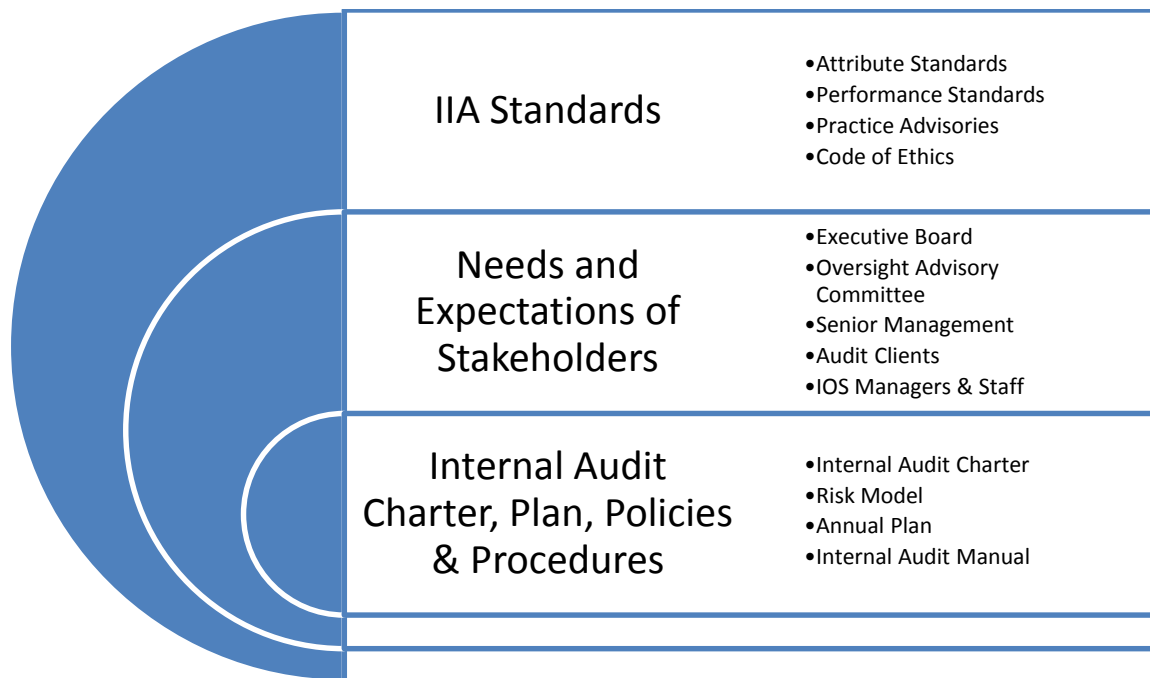 IIA Standards
•Attribute Standards
•Performance Standards
•Practice Advisories
•Code of Ethics
Needs and
Expectations of
Stakeholders
•Executive Board
•Oversight Advisory
Committee
•Senior Management
•Audit Clients
•IOS Managers & Staff
Internal Audit
Charter, Plan, Policies
& Procedures
•Internal Audit Charter
•Risk Model
•Annual Plan
•Internal Audit Manual